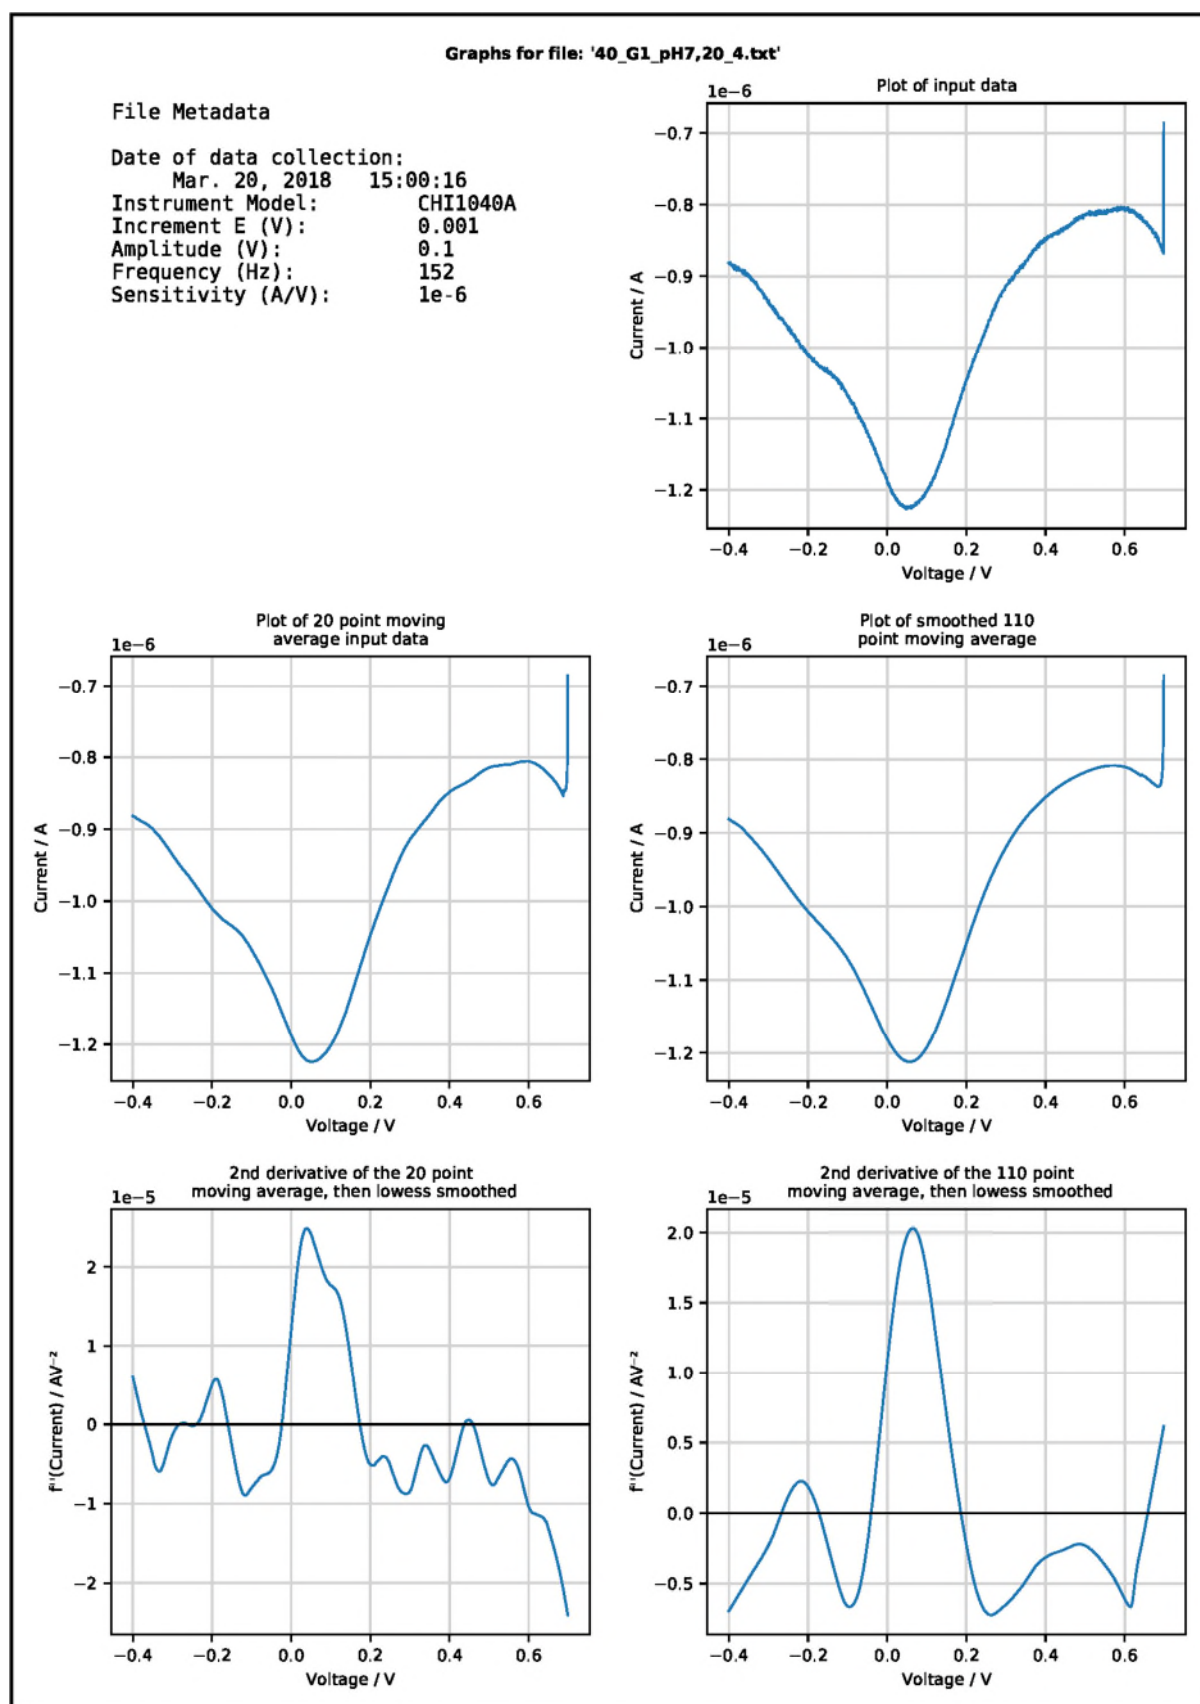 Graphs for file: '40_G1_pH7,20_4.txt'
File Metadata
Date of data collection:
Mar. 20, 2018 15:00:16
Instrument Model: CHI1040A
Increment E (V): 0.001
Amplitude (V): 0.1
Frequency (Hz): 152
Sensitivity (A/V): 1e-6
Plot of input data
1e−6
−0.7
−0.8
−0.9
−1.0
−1.1
−1.2
Current / A
−0.4 −0.2 0.0 0.2 0.4 0.6
Voltage / V
Plot of 20 point moving
average input data
1e−6
−0.7
−0.8
−0.9
−1.0
−1.1
−1.2
Current / A
−0.4 −0.2 0.0 0.2 0.4 0.6
Voltage / V
Plot of smoothed 110
point moving average
1e−6
−0.7
−0.8
−0.9
−1.0
−1.1
−1.2
Current / A
−0.4 −0.2 0.0 0.2 0.4 0.6
Voltage / V
2nd derivative of the 20 point
moving average, then lowess smoothed
1e−5
2
1
0
−1
−2
f''(Current) / AV⁻²
−0.4 −0.2 0.0 0.2 0.4 0.6
Voltage / V
2nd derivative of the 110 point
moving average, then lowess smoothed
1e−5
2.0
1.5
1.0
0.5
0.0
−0.5
f''(Current) / AV⁻²
−0.4 −0.2 0.0 0.2 0.4 0.6
Voltage / V